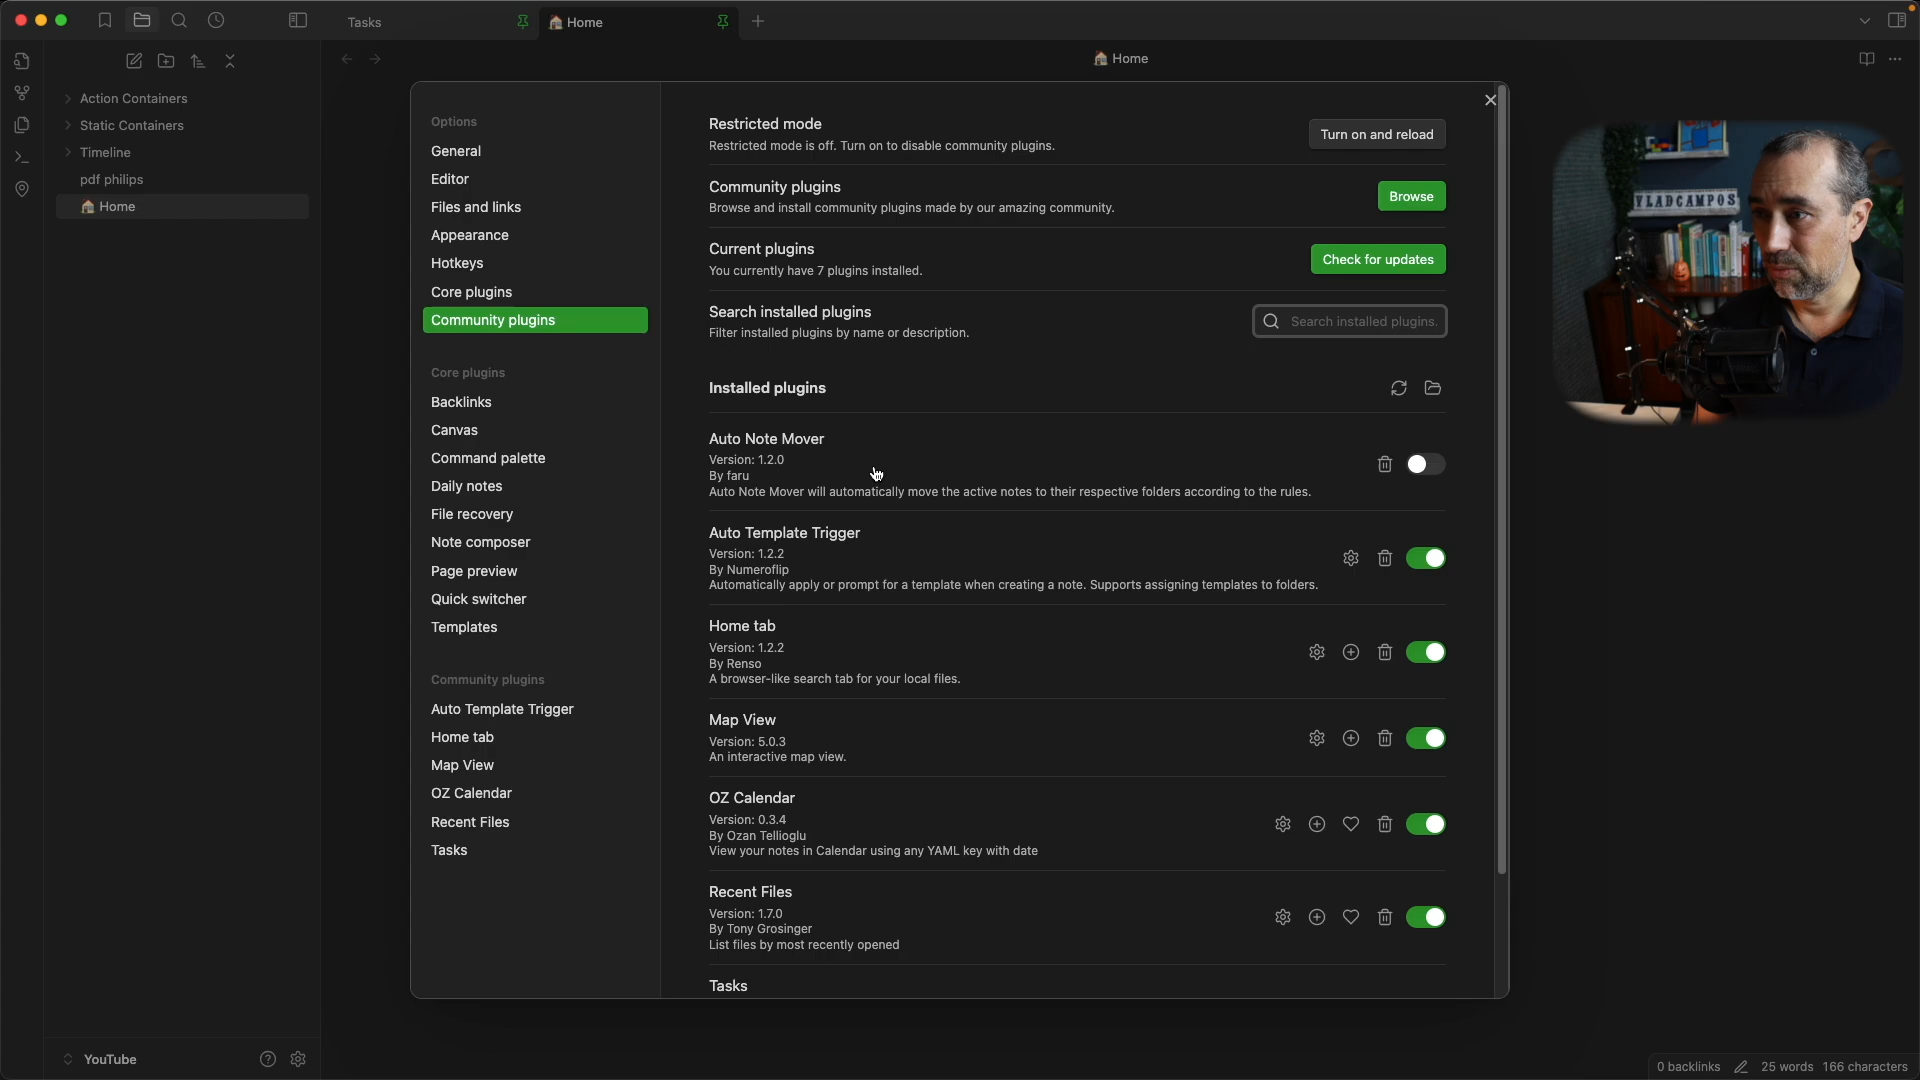 Tasks
Home
Home
Action Containers
Static Containers
Timeline
pdf philips
Home
Options
General
Editor
Files and links
Appearance
Hotkeys
Core plugins
Community plugins
Core plugins
Backlinks
Canvas
Command palette
Daily notes
File recovery
Note composer
Page preview
Quick switcher
Templates
Community plugins
Auto Template Trigger
Home tab
Map View
OZ Calendar
Recent Files
Tasks
Restricted mode
Restricted mode is off. Turn on to disable community plugins.
Turn on and reload
Community plugins
Browse and install community plugins made by our amazing community.
Browse
Current plugins
You currently have 7 plugins installed.
Check for updates
Search installed plugins
Filter installed plugins by name or description.
Search installed plugins.
Installed plugins
Auto Note Mover
Version: 1.2.0
By faru
Auto Note Mover will automatically move the active notes to their respective folders according to the rules.
Auto Template Trigger
Version: 1.2.2
By Numeroflip
Automatically apply or prompt for a template when creating a note. Supports assigning templates to folders.
Home tab
Version: 1.2.2
By Renso
A browser-like search tab for your local files.
Map View
Version: 5.0.3
An interactive map view.
OZ Calendar
Version: 0.3.4
By Ozan Tellioglu
View your notes in Calendar using any YAML key with date
Recent Files
Version: 1.7.0
By Tony Grosinger
List files by most recently opened
Tasks
VLADCAMPOS
YouTube
0 backlinks
25 words
166 characters